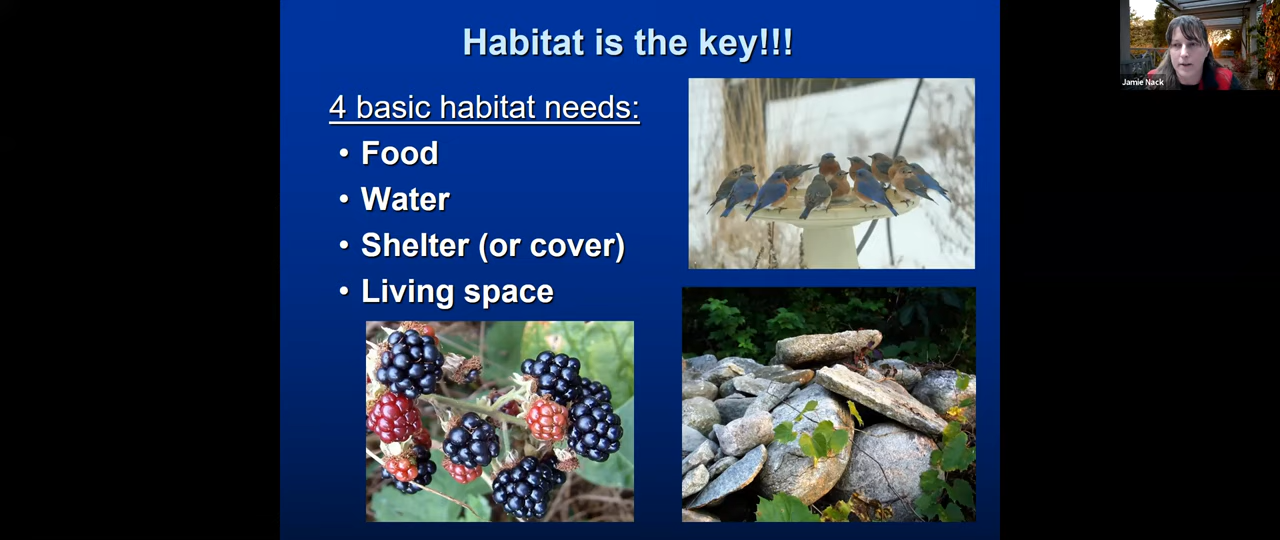 Habitat is the key!!!
4 basic habitat needs:
• Food
• Water
• Shelter (or cover)
• Living space
Jamie Nack